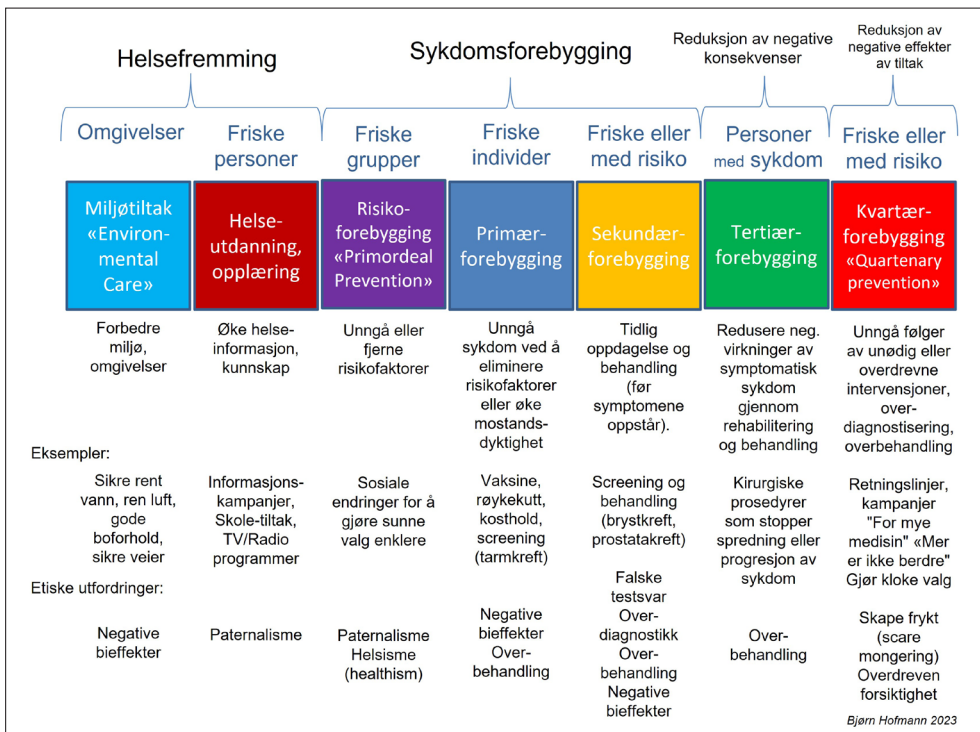 Helsefremming
Sykdomsforebygging
Reduksjon av negative
konsekvenser
Reduksjon av
negative effekter
av tiltak
Omgivelser
Friske
personer
Friske
grupper
Friske
individer
Friske eller
med risiko
Personer
med sykdom
Friske eller
med risiko
Miljøtiltak
«Environ-
mental
Care»
Helse-
utdanning,
opplæring
Risiko-
forebygging
«Primordeal
Prevention»
Primær-
forebygging
Sekundær-
forebygging
Tertiær-
forebygging
Kvartær-
forebygging
«Quartenary
prevention»
Forbedre
miljø,
omgivelser
Øke helse-
informasjon,
kunnskap
Unngå eller
fjerne
risikofaktorer
Unngå
sykdom ved å
eliminere
risikofaktorer
eller øke
mostands-
dyktighet
Tidlig
oppdagelse og
behandling
(før
symptomene
oppstår).
Redusere neg.
virkninger av
symptomatisk
sykdom
gjennom
rehabilitering
og behandling
Unngå følger
av unødig eller
overdrevne
intervensjoner,
over-
diagnostisering,
overbehandling
Eksempler:
Sikre rent
vann, ren luft,
gode
boforhold,
sikre veier
Informasjons-
kampanjer,
Skole-tiltak,
TV/Radio
programmer
Sosiale
endringer for å
gjøre sunne
valg enklere
Vaksine,
røykekutt,
kosthold,
screening
(tarmkreft)
Screening og
behandling
(brystkreft,
prostatakreft)
Kirurgiske
prosedyrer
som stopper
spredning eller
progresjon av
sykdom
Retningslinjer,
kampanjer
"For mye
medisin" «Mer
er ikke berdre"
Gjør kloke valg
Etiske utfordringer:
Negative
bieffekter
Paternalisme
Paternalisme
Helsisme
(healthism)
Negative
bieffekter
Over-
behandling
Falske
testsvar
Over-
diagnostikk
Over-
behandling
Negative
bieffekter
Over-
behandling
Skape frykt
(scare
mongering)
Overdreven
forsiktighet
Bjørn Hofmann 2023